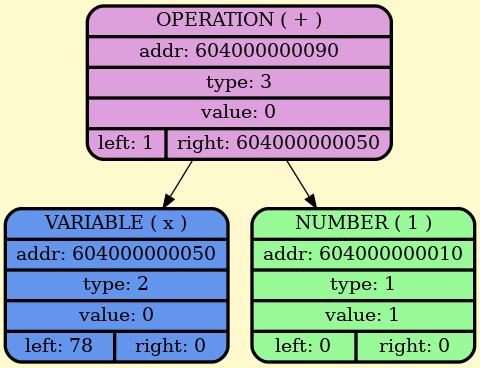 OPERATION ( + )
addr: 604000000090
type: 3
value: 0
left: 1 right: 604000000050
VARIABLE ( x )
addr: 604000000050
type: 2
value: 0
left: 78 right: 0
NUMBER ( 1 )
addr: 604000000010
type: 1
value: 1
left: 0 right: 0